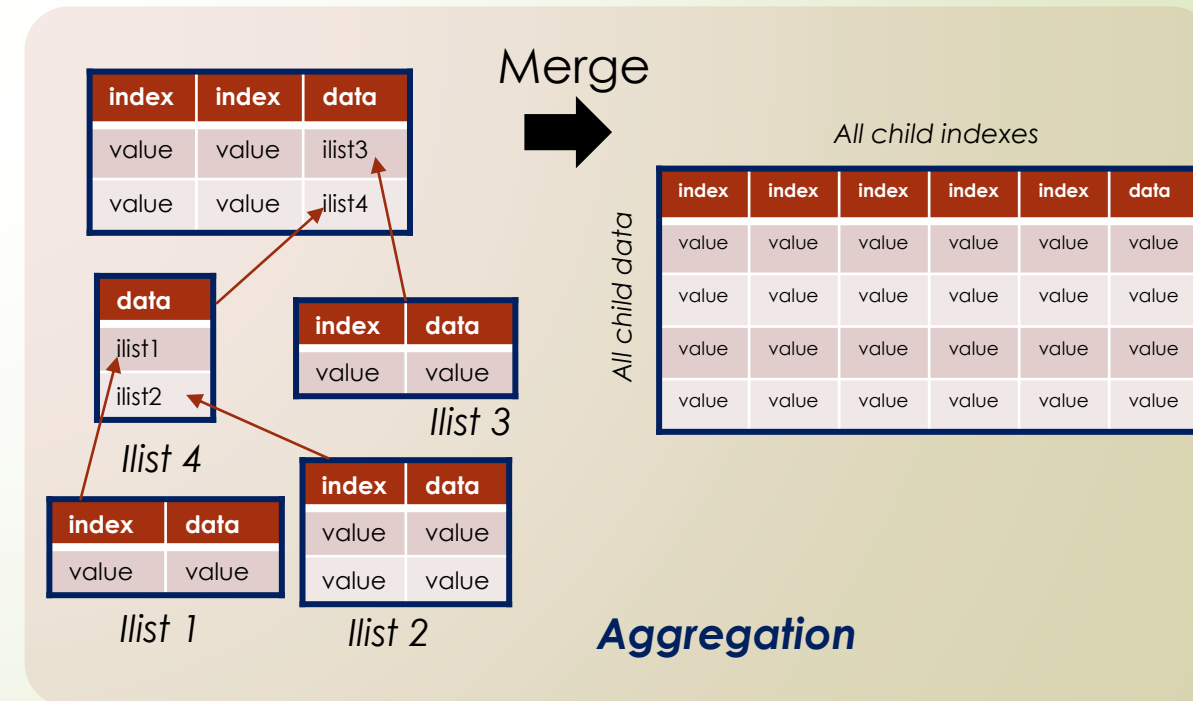 Merge
index index data
value value ilist3
value value ilist4
data
ilist1
ilist2
Ilist 4
index data
value value
Ilist 3
index data
value value
Ilist 1
index data
value value
value value
Ilist 2
All child indexes
All child data
index index index index index data
value value value value value value
value value value value value value
value value value value value value
value value value value value value
Aggregation